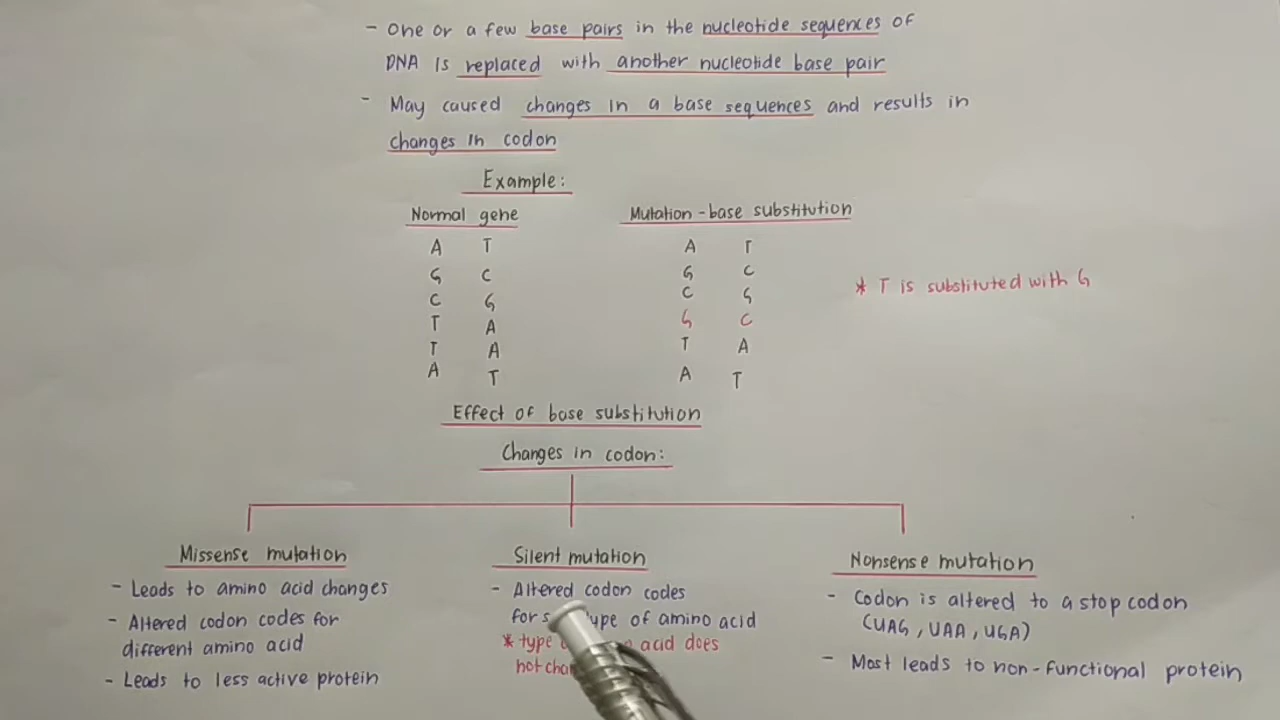 - One or a few base pairs in the nucleotide sequences of
DNA is replaced with another nucleotide base pair
- May caused changes in a base sequences and results in
changes in codon
Example:
Normal gene
A T
G C
C G
T A
T A
A T
Mutation - base substitution
A T
G C
C G
G C
T A
A T
* T is substituted with G
Effect of base substitution
Changes in codon:
Missense mutation
- Leads to amino acid changes
- Altered codon codes for
different amino acid
- Leads to less active protein
Silent mutation
- Altered codon codes
for of amino acid
* type acid does
not
Nonsense mutation
- Codon is altered to a stop codon
(UAG, UAA, UGA)
- Most leads to non-functional protein